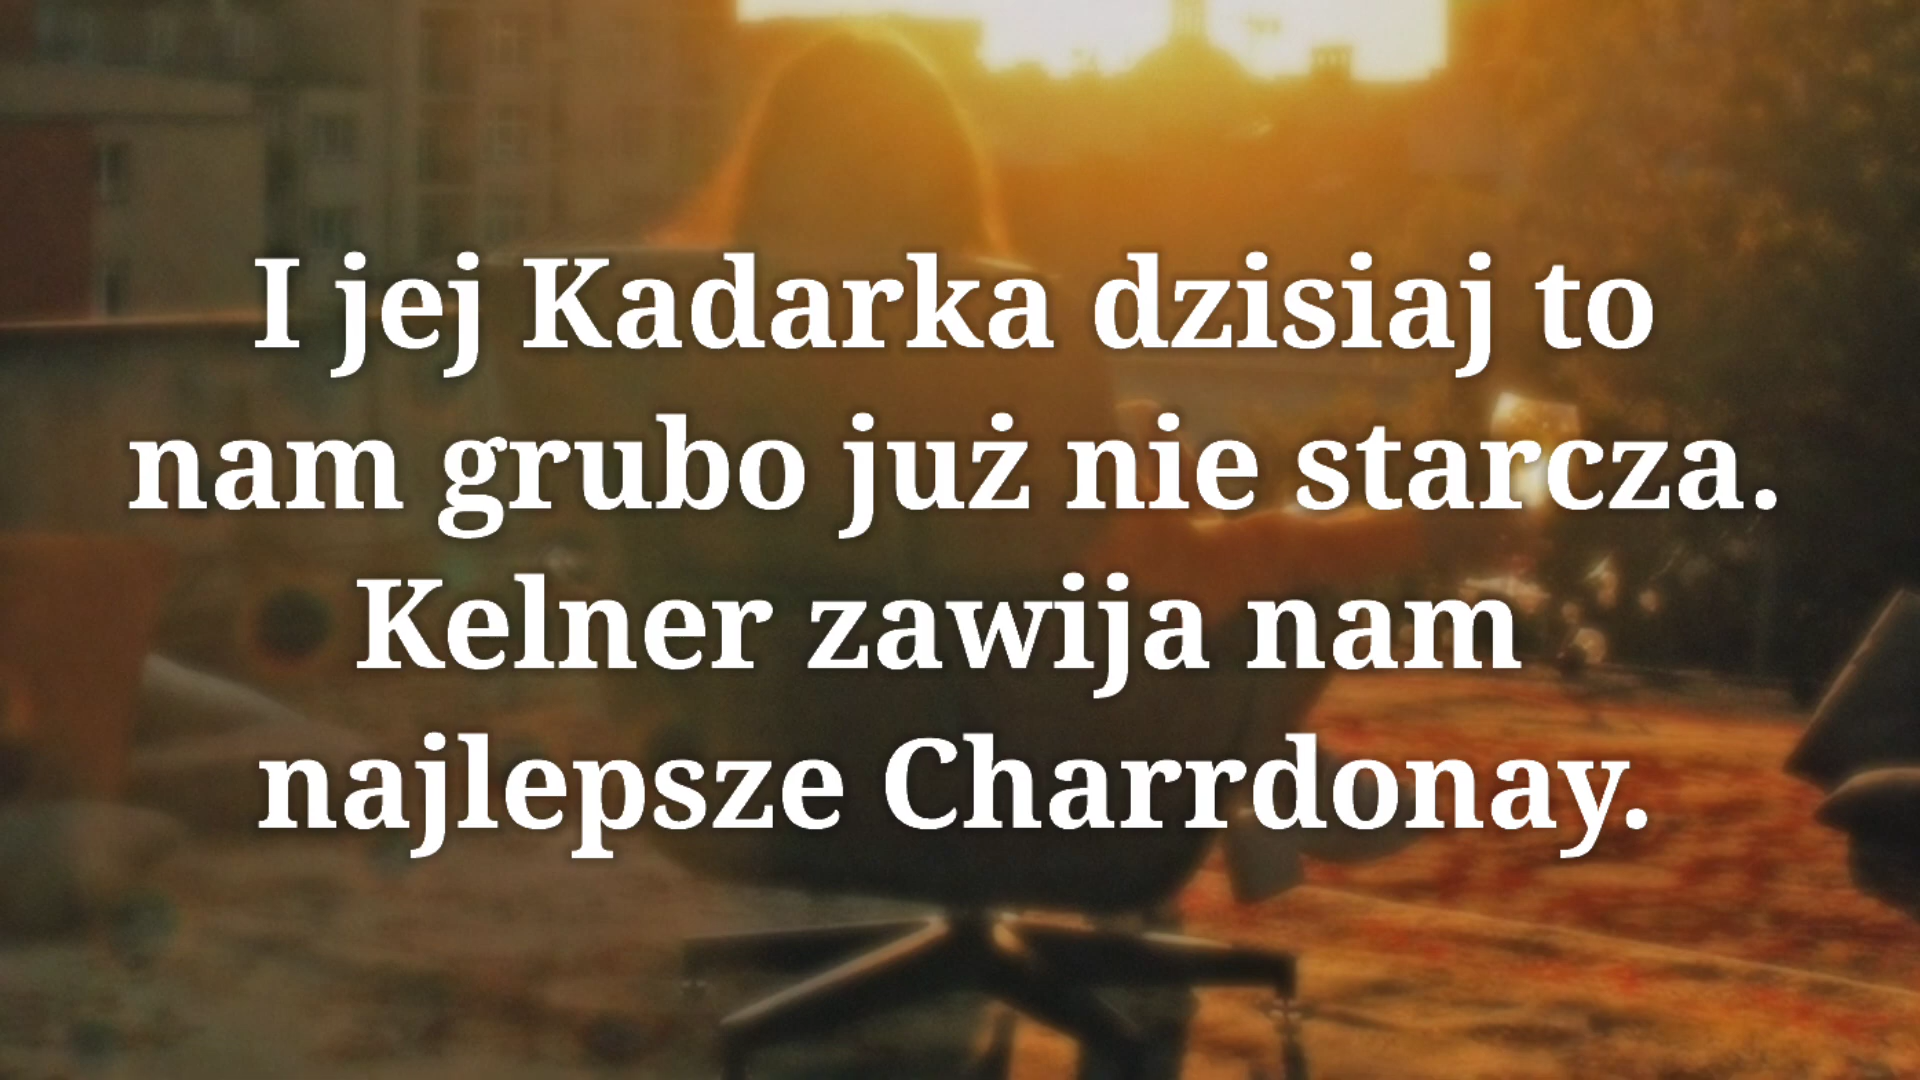 I jej Kadarka dzisiaj to
nam grubo już nie starcza.
Kelner zawija nam
najlepsze Charrdonay.